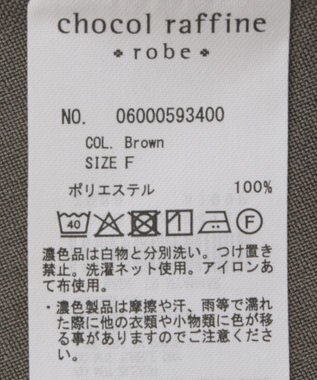 chocol raffine
robe
NO. 06000593400
COL. Brown
SIZE F
ポリエステル 100%
40 F
濃色品は白物と分別洗い。つけ置き
禁止。洗濯ネット使用。アイロンあ
て布使用。
・濃色製品は摩擦や汗、雨等で濡れ
た際に他の衣類や小物類に色が移
る事がありますのでご注意くださ
い。